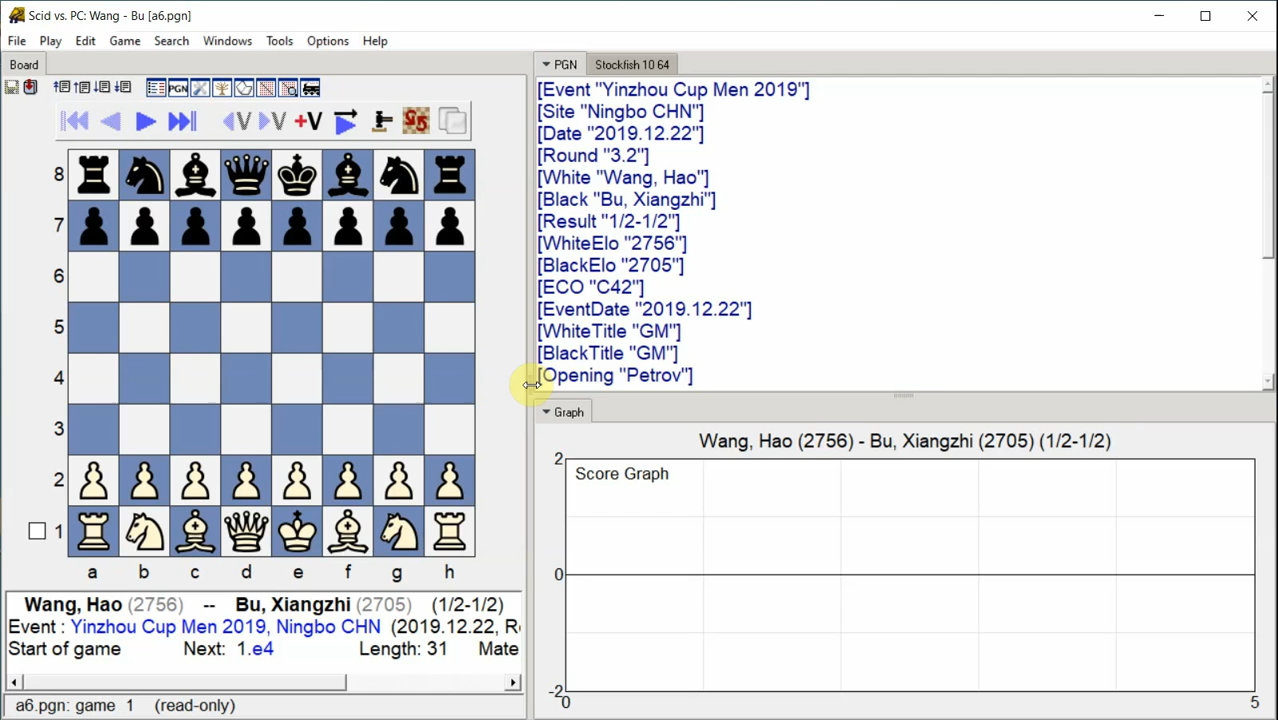 Scid vs. PC: Wang - Bu [a6.pgn]
File Play Edit Game Search Windows Tools Options Help
Board
PGN
V V +V
8
7
6
5
4
3
2
1
a b c d e f g h
Wang, Hao (2756) -- Bu, Xiangzhi (2705) (1/2-1/2)
Event : Yinzhou Cup Men 2019, Ningbo CHN (2019.12.22, R
Start of game Next: 1.e4 Length: 31 Mate
a6.pgn: game 1 (read-only)
PGN Stockfish 10 64
[Event "Yinzhou Cup Men 2019"]
[Site "Ningbo CHN"]
[Date "2019.12.22"]
[Round "3.2"]
[White "Wang, Hao"]
[Black "Bu, Xiangzhi"]
[Result "1/2-1/2"]
[WhiteElo "2756"]
[BlackElo "2705"]
[ECO "C42"]
[EventDate "2019.12.22"]
[WhiteTitle "GM"]
[BlackTitle "GM"]
[Opening "Petrov"]
Graph
Wang, Hao (2756) - Bu, Xiangzhi (2705) (1/2-1/2)
2
Score Graph
0
-2
0 5